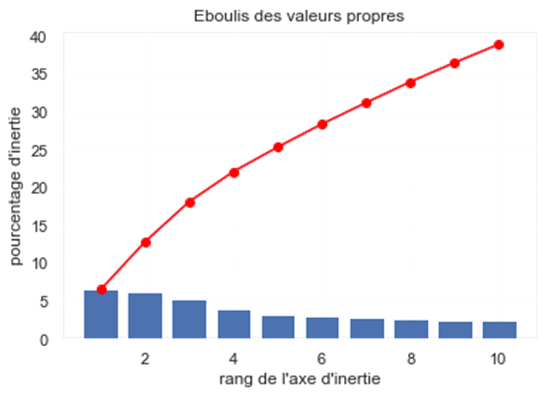 Eboulis des valeurs propres
40
35
30
25
20
15
10
5
0
pourcentage d'inertie
2 4 6 8 10
rang de l'axe d'inertie